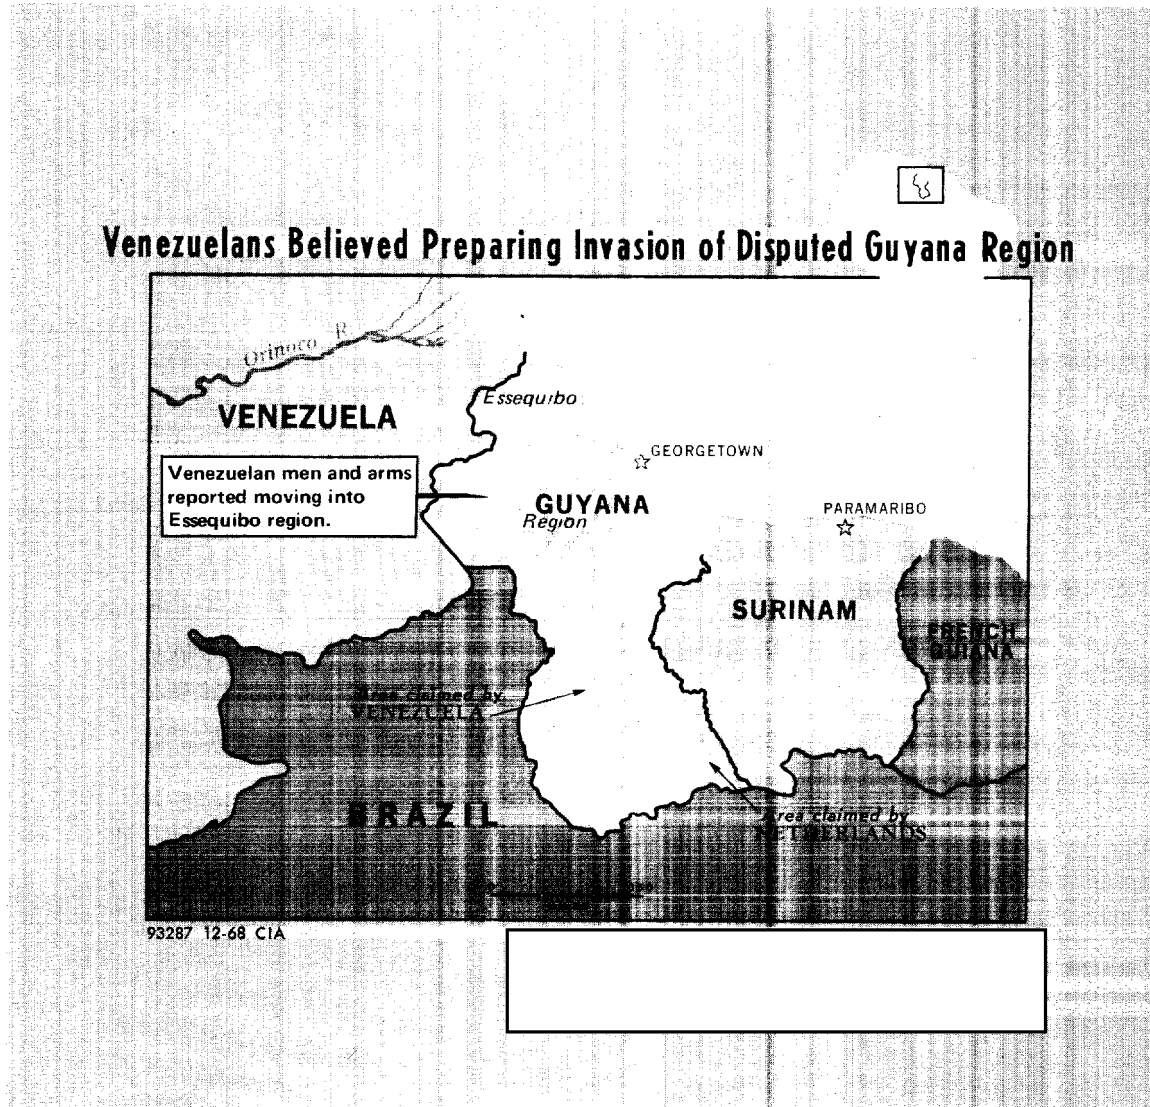 Venezuelans Believed Preparing Invasion of Disputed Guyana Region
Orinoco R
VENEZUELA
Essequibo
GEORGETOWN
Venezuelan men and arms
reported moving into
Essequibo region.
GUYANA
Region
PARAMARIBO
SURINAM
FRENCH
GUIANA
Area claimed by
VENEZUELA
BRAZIL
Area claimed by
NETHERLANDS
93287 12-68 CIA